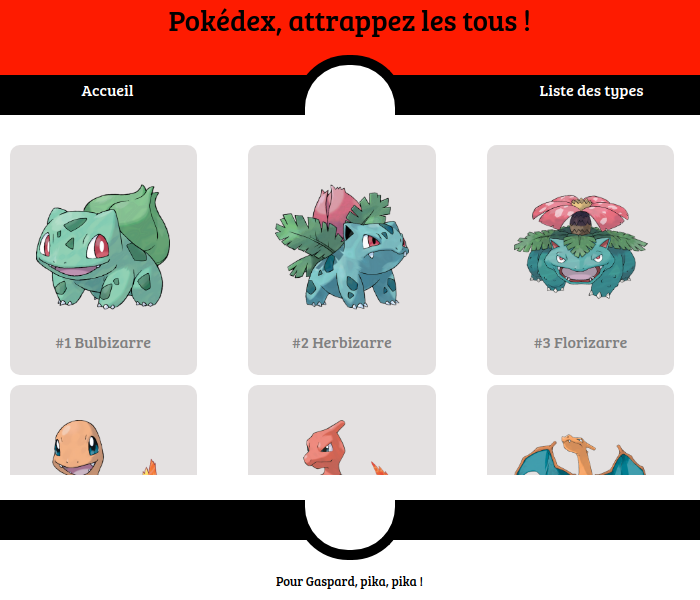 Pokédex, attrappez les tous !
Accueil
Liste des types
#1 Bulbizarre
#2 Herbizarre
#3 Florizarre
Pour Gaspard, pika, pika !